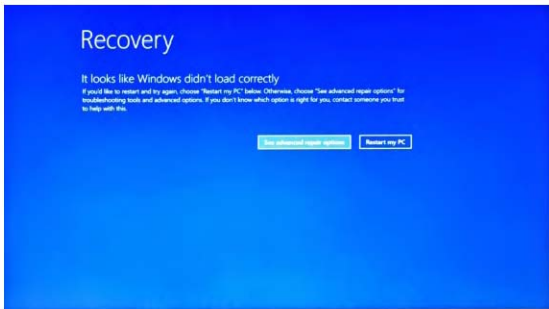 Recovery
It looks like Windows didn't load correctly
If you'd like to restart and try again, choose "Restart my PC" below. Otherwise, choose "See advanced repair options" for
troubleshooting tools and advanced options. If you don't know which option is right for you, contact someone you trust
to help with this.
See advanced repair options Restart my PC